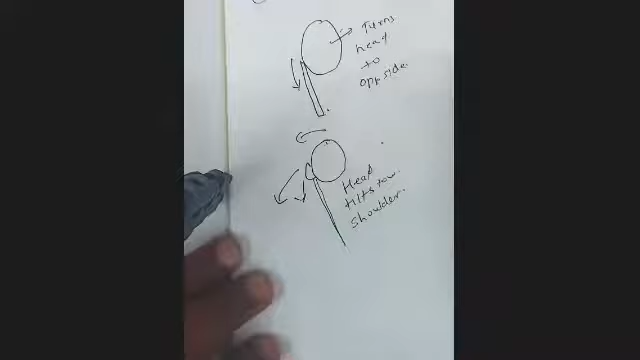 Turns
head
to
opp side.
Head
tilts tow.
shoulder.